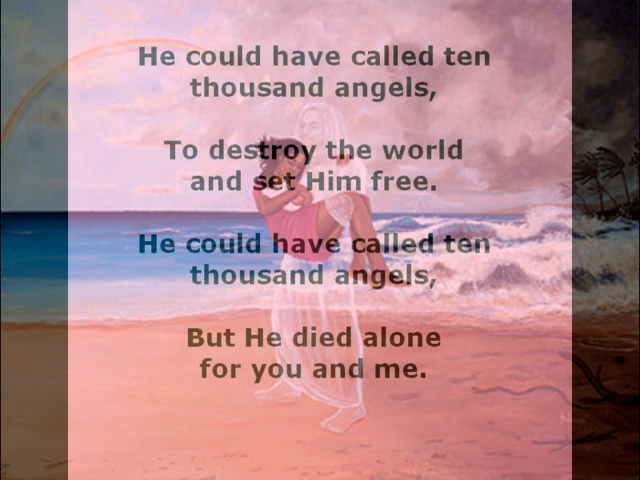 He could have called ten
thousand angels,
To destroy the world
and set Him free.
He could have called ten
thousand angels,
But He died alone
for you and me.